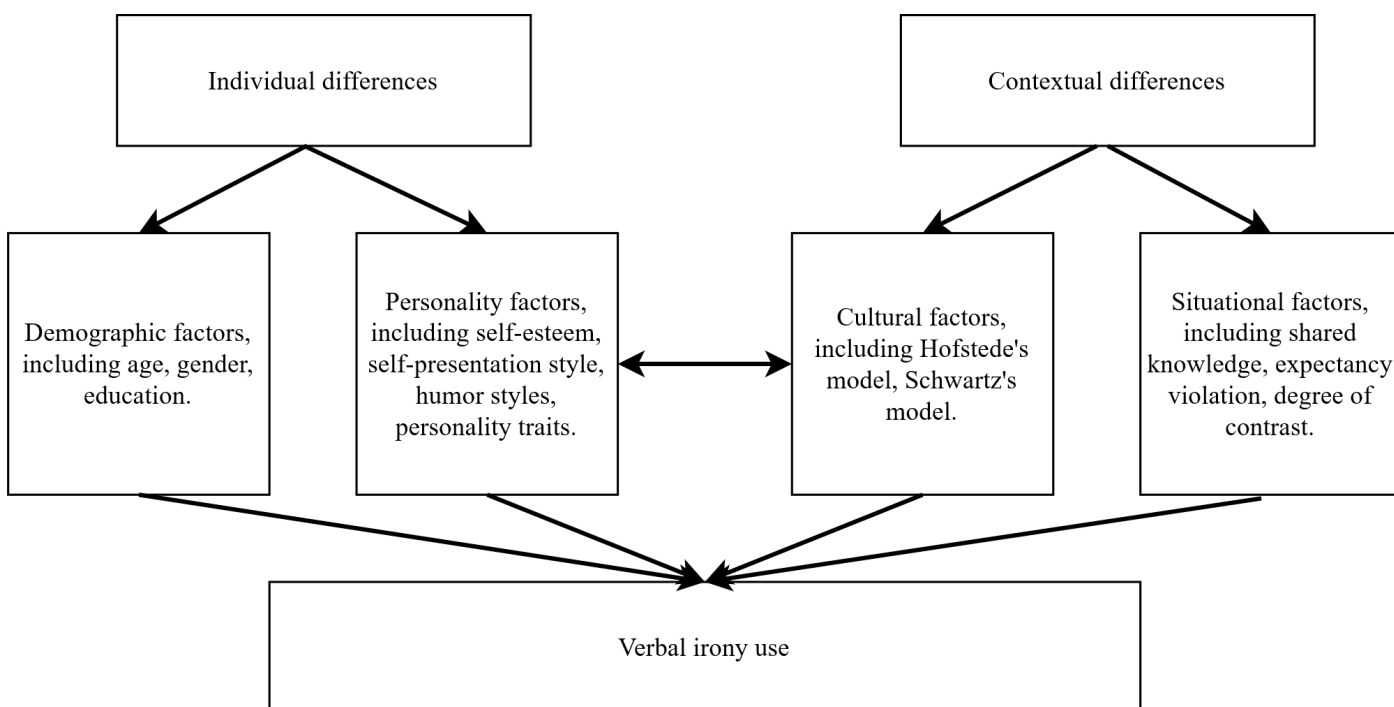 Individual differences
Contextual differences
Demographic factors,
including age, gender,
education.
Personality factors,
including self-esteem,
self-presentation style,
humor styles,
personality traits.
Cultural factors,
including Hofstede's
model, Schwartz's
model.
Situational factors,
including shared
knowledge, expectancy
violation, degree of
contrast.
Verbal irony use